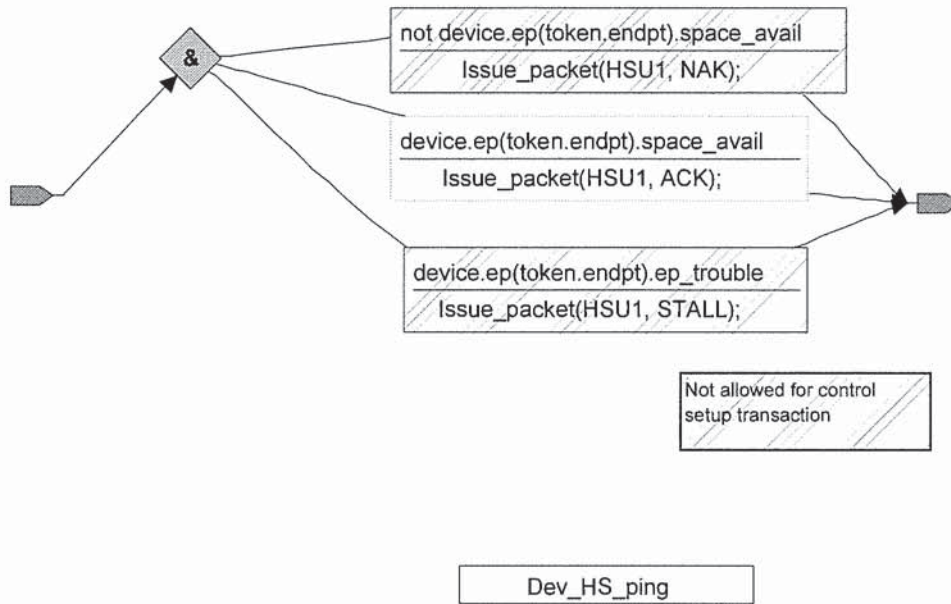 &
not device.ep(token.endpt).space_avail
Issue_packet(HSU1, NAK);
device.ep(token.endpt).space_avail
Issue_packet(HSU1, ACK);
device.ep(token.endpt).ep_trouble
Issue_packet(HSU1, STALL);
Not allowed for control
setup transaction
Dev_HS_ping